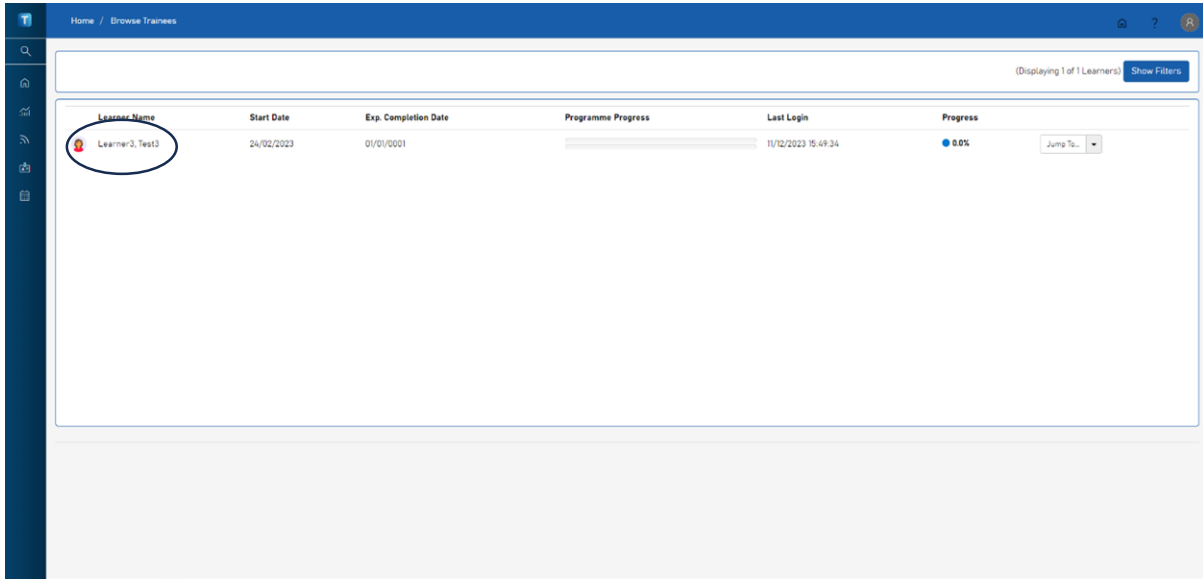 T Home / Browse Trainees ?
(Displaying 1 of 1 Learners) Show Filters
Learner Name Start Date Exp. Completion Date Programme Progress Last Login Progress
Learner3, Test3 24/02/2023 01/01/0001 11/12/2023 15:49:34 0.0% Jump To...